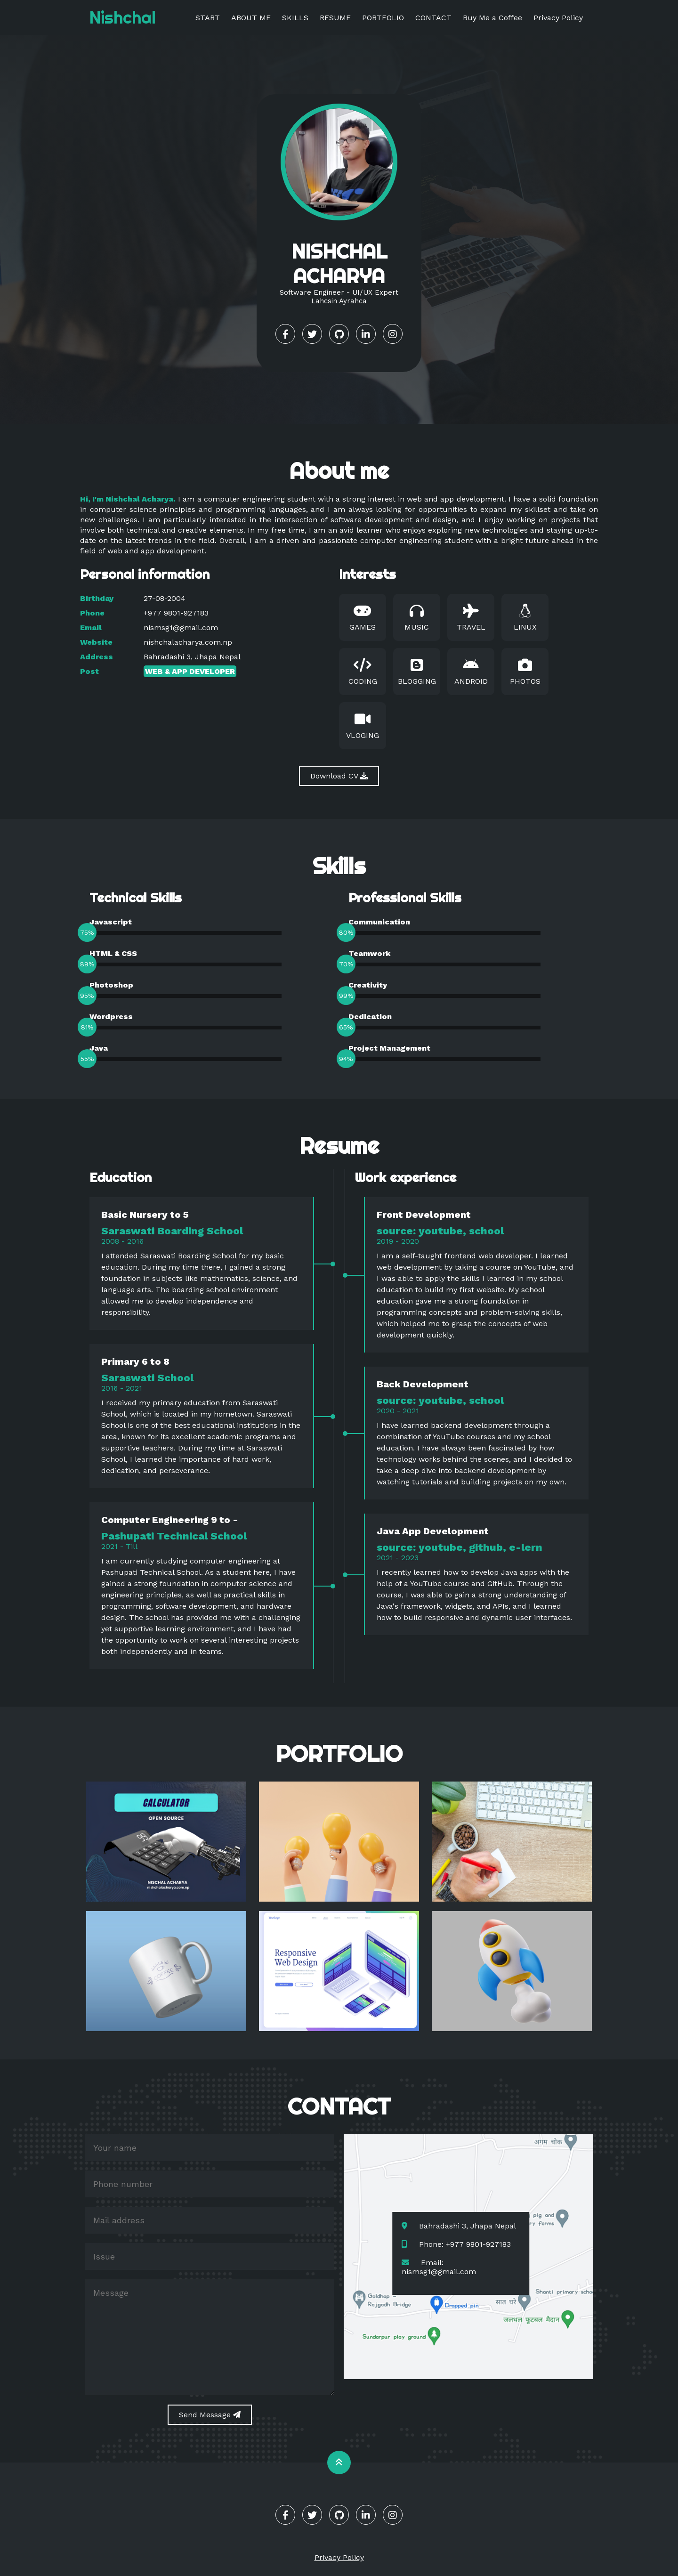 Nishchal
START ABOUT ME SKILLS RESUME PORTFOLIO CONTACT Buy Me a Coffee Privacy Policy
NISHCHAL
ACHARYA
Software Engineer - UI/UX Expert
Lahcsin Ayrahca
About me
Hi, I'm Nishchal Acharya. I am a computer engineering student with a strong interest in web and app development. I have a solid foundation
in computer science principles and programming languages, and I am always looking for opportunities to expand my skillset and take on
new challenges. I am particularly interested in the intersection of software development and design, and I enjoy working on projects that
involve both technical and creative elements. In my free time, I am an avid learner who enjoys exploring new technologies and staying up-to-
date on the latest trends in the field. Overall, I am a driven and passionate computer engineering student with a bright future ahead in the
field of web and app development.
Personal information
Birthday 27-08-2004
Phone +977 9801-927183
Email nismsg1@gmail.com
Website nishchalacharya.com.np
Address Bahradashi 3, Jhapa Nepal
Post WEB & APP DEVELOPER
Interests
GAMES MUSIC TRAVEL LINUX
CODING BLOGGING ANDROID PHOTOS
VLOGING
Download CV
Skills
Technical Skills
Javascript
75%
HTML & CSS
89%
Photoshop
95%
Wordpress
81%
Java
55%
Professional Skills
Communication
80%
Teamwork
70%
Creativity
99%
Dedication
65%
Project Management
94%
Resume
Education
Basic Nursery to 5
Saraswati Boarding School
2008 - 2016
I attended Saraswati Boarding School for my basic
education. During my time there, I gained a strong
foundation in subjects like mathematics, science, and
language arts. The boarding school environment
allowed me to develop independence and
responsibility.
Primary 6 to 8
Saraswati School
2016 - 2021
I received my primary education from Saraswati
School, which is located in my hometown. Saraswati
School is one of the best educational institutions in the
area, known for its excellent academic programs and
supportive teachers. During my time at Saraswati
School, I learned the importance of hard work,
dedication, and perseverance.
Computer Engineering 9 to -
Pashupati Technical School
2021 - Till
I am currently studying computer engineering at
Pashupati Technical School. As a student here, I have
gained a strong foundation in computer science and
engineering principles, as well as practical skills in
programming, software development, and hardware
design. The school has provided me with a challenging
yet supportive learning environment, and I have had
the opportunity to work on several interesting projects
both independently and in teams.
Work experience
Front Development
source: youtube, school
2019 - 2020
I am a self-taught frontend web developer. I learned
web development by taking a course on YouTube, and
I was able to apply the skills I learned in my school
education to build my first website. My school
education gave me a strong foundation in
programming concepts and problem-solving skills,
which helped me to grasp the concepts of web
development quickly.
Back Development
source: youtube, school
2020 - 2021
I have learned backend development through a
combination of YouTube courses and my school
education. I have always been fascinated by how
technology works behind the scenes, and I decided to
take a deep dive into backend development by
watching tutorials and building projects on my own.
Java App Development
source: youtube, github, e-lern
2021 - 2023
I recently learned how to develop Java apps with the
help of a YouTube course and GitHub. Through the
course, I was able to gain a strong understanding of
Java's framework, widgets, and APIs, and I learned
how to build responsive and dynamic user interfaces.
PORTFOLIO
CALCULATOR
OPEN SOURCE
NISCHAL ACHARYA
nishchalacharya.com.np
Responsive
Web Design
CONTACT
Your name
Phone number
Mail address
Issue
Message
Send Message
Bahradashi 3, Jhapa Nepal
Phone: +977 9801-927183
Email:
nismsg1@gmail.com
pig and
farms
Shanti primary school
Goldhap -
Rajgadh Bridge
Dropped pin
Sunderpur play ground
जलथल फूटबल मैदान
Privacy Policy